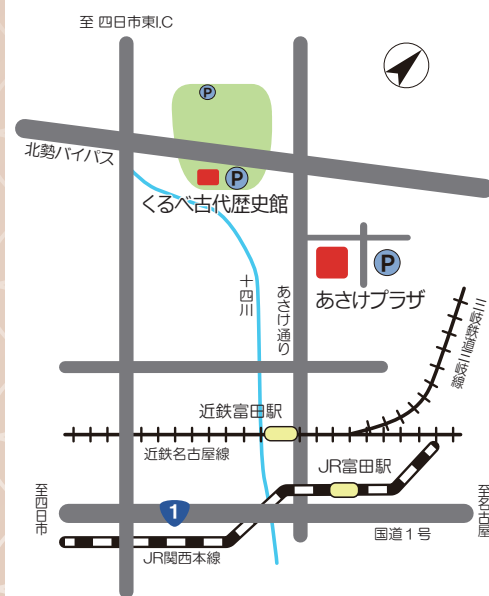 至 四日市東I.C
P
北勢バイパス
P
くるべ古代歴史館
P
あさけプラザ
十四川
あさけ通り
三岐鉄道三岐線
近鉄富田駅
近鉄名古屋線
JR富田駅
至四日市
1
至名古屋
国道1号
JR関西本線